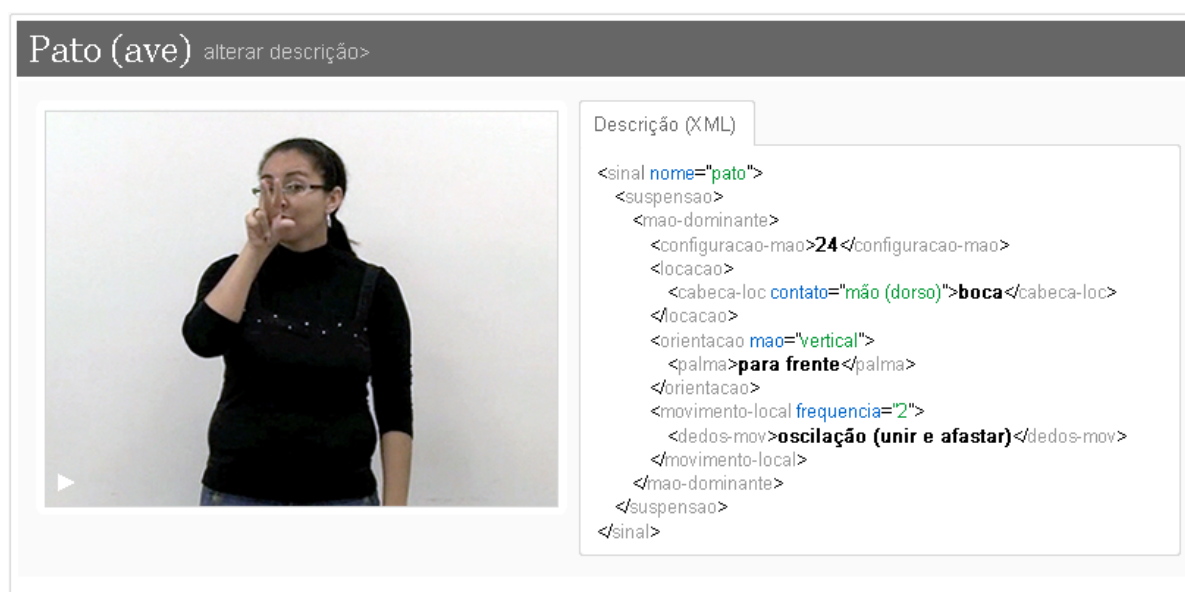 Pato (ave) alterar descrição>
Descrição (XML)
<sinal nome="pato">
<suspensao>
<mao-dominante>
<configuracao-mao>24</configuracao-mao>
<locacao>
<cabeca-loc contato="mão (dorso)">boca</cabeca-loc>
</locacao>
<orientacao mao="vertical">
<palma>para frente</palma>
</orientacao>
<movimento-local frequencia="2">
<dedos-mov>oscilação (unir e afastar)</dedos-mov>
</movimento-local>
</mao-dominante>
</suspensao>
</sinal>